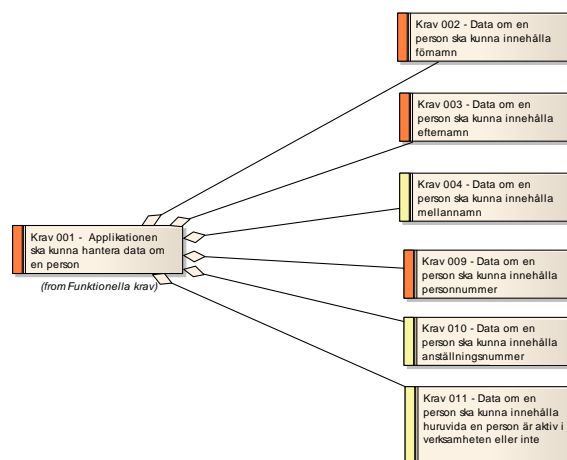 Krav 002 - Data om en
person ska kunna innehålla
förnamn
Krav 003 - Data om en
person ska kunna innehålla
efternamn
Krav 004 - Data om en
person ska kunna innehålla
mellannamn
Krav 001 -  Applikationen
ska kunna hantera data om
en person
(from Funktionella krav)
Krav 009 - Data om en
person ska kunna innehålla
personnummer
Krav 010 - Data om en
person ska kunna innehålla
anställningsnummer
Krav 011 - Data om en
person ska kunna innehålla
huruvida en person är aktiv i
verksamheten eller inte